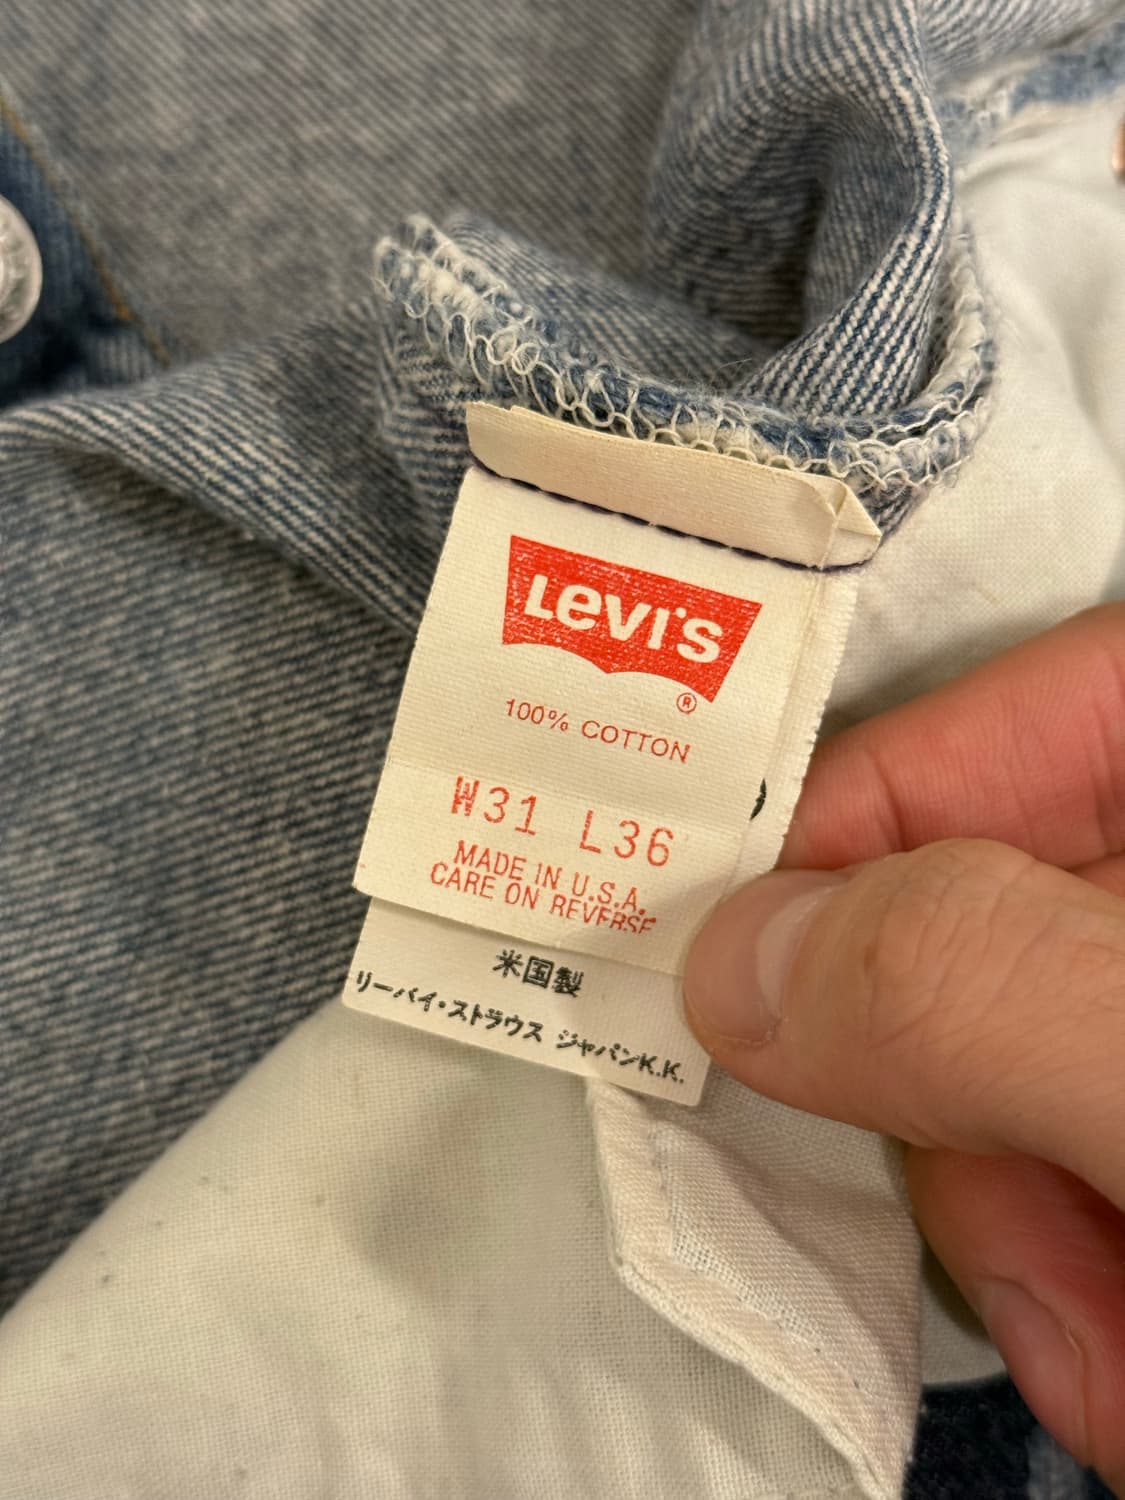 Levi's
®
100% COTTON
W31 L36
MADE IN U.S.A.
CARE ON REVERSE
米国製
リーバイ・ストラウス ジャパンK.K.